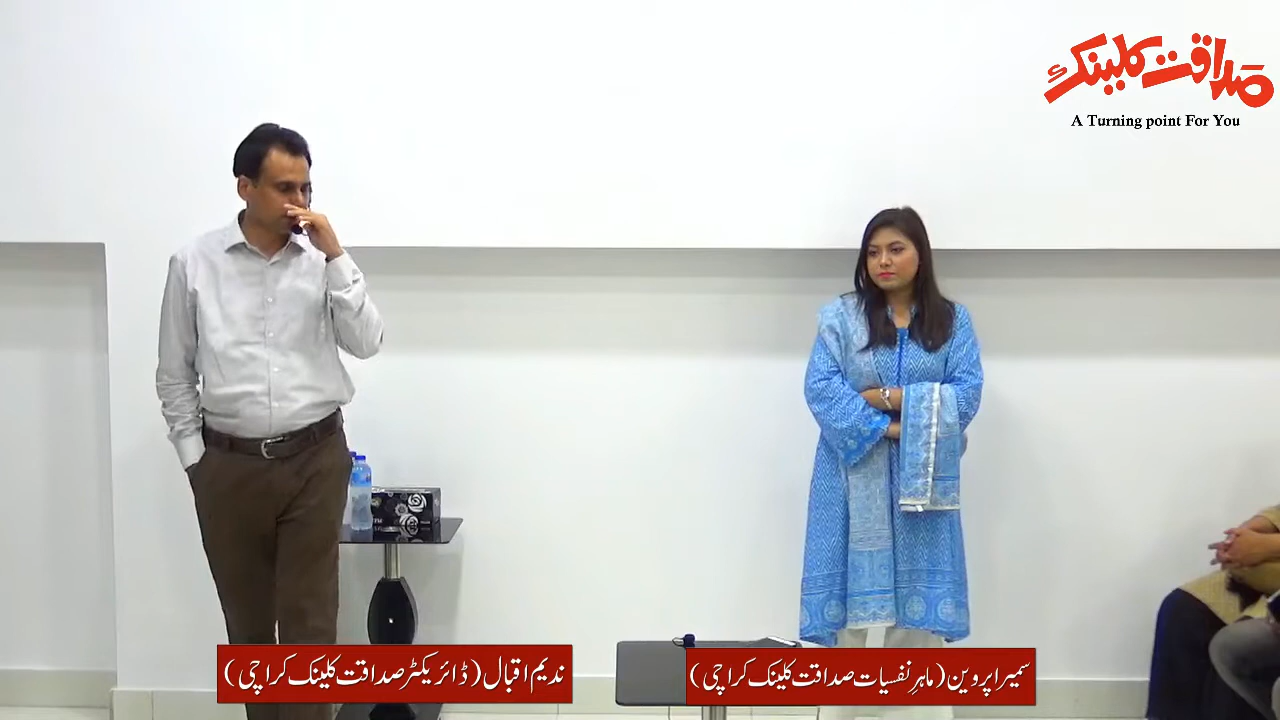 صداقت کلینک
A Turning point For You
ندیم اقبال (ڈائریکٹر صداقت کلینک کراچی)
سمیرا پروین (ماہرِ نفسیات صداقت کلینک کراچی)